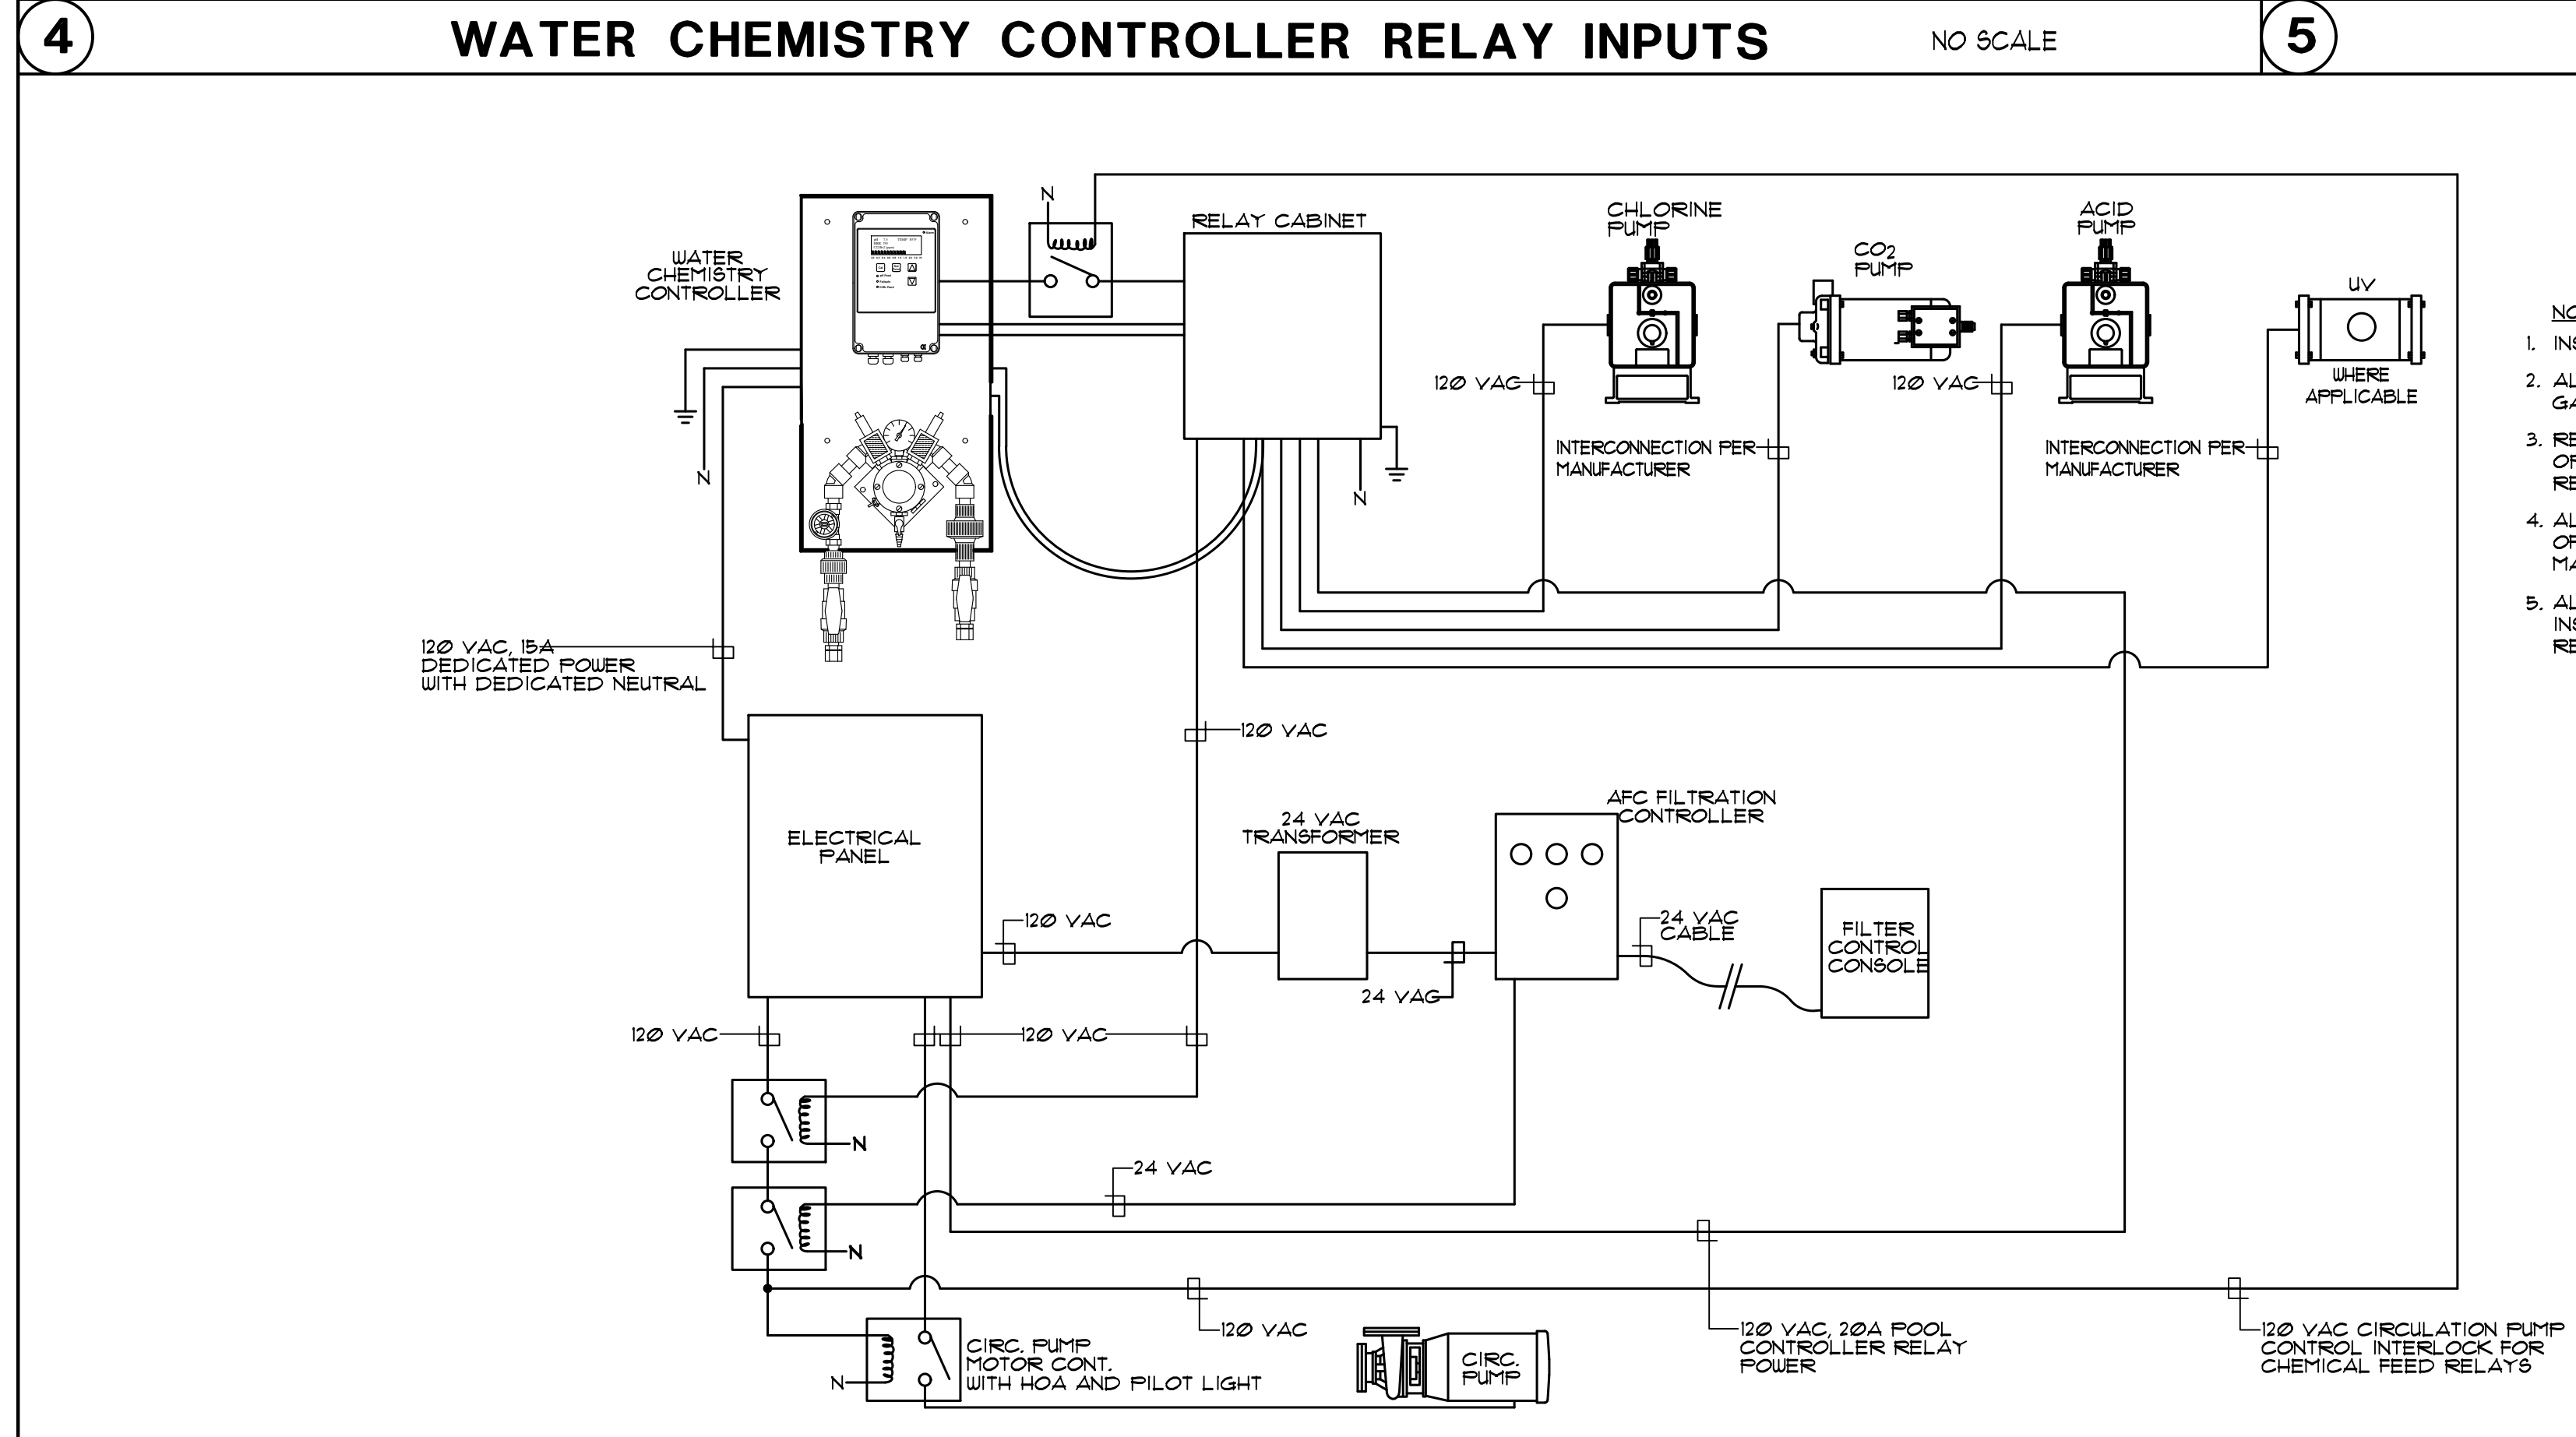 4
WATER CHEMISTRY CONTROLLER RELAY INPUTS
NO SCALE
5
N
RELAY CABINET
CHLORINE
PUMP
CO2
PUMP
ACID
PUMP
WATER
CHEMISTRY
CONTROLLER
UV
WHERE
APPLICABLE
120 VAC
120 VAC
INTERCONNECTION PER
MANUFACTURER
INTERCONNECTION PER
MANUFACTURER
N
N
1.
2.
3.
4.
5.
120 VAC, 15A
DEDICATED POWER
WITH DEDICATED NEUTRAL
120 VAC
ELECTRICAL
PANEL
24 VAC
TRANSFORMER
AFC FILTRATION
CONTROLLER
120 VAC
24 VAC
CABLE
FILTER
CONTROL
CONSOLE
24 VAC
120 VAC
120 VAC
N
24 VAC
N
120 VAC
CIRC. PUMP
MOTOR CONT.
WITH HOA AND PILOT LIGHT
N
CIRC.
PUMP
120 VAC, 20A POOL
CONTROLLER RELAY
POWER
120 VAC CIRCULATION PUMP
CONTROL INTERLOCK FOR
CHEMICAL FEED RELAYS